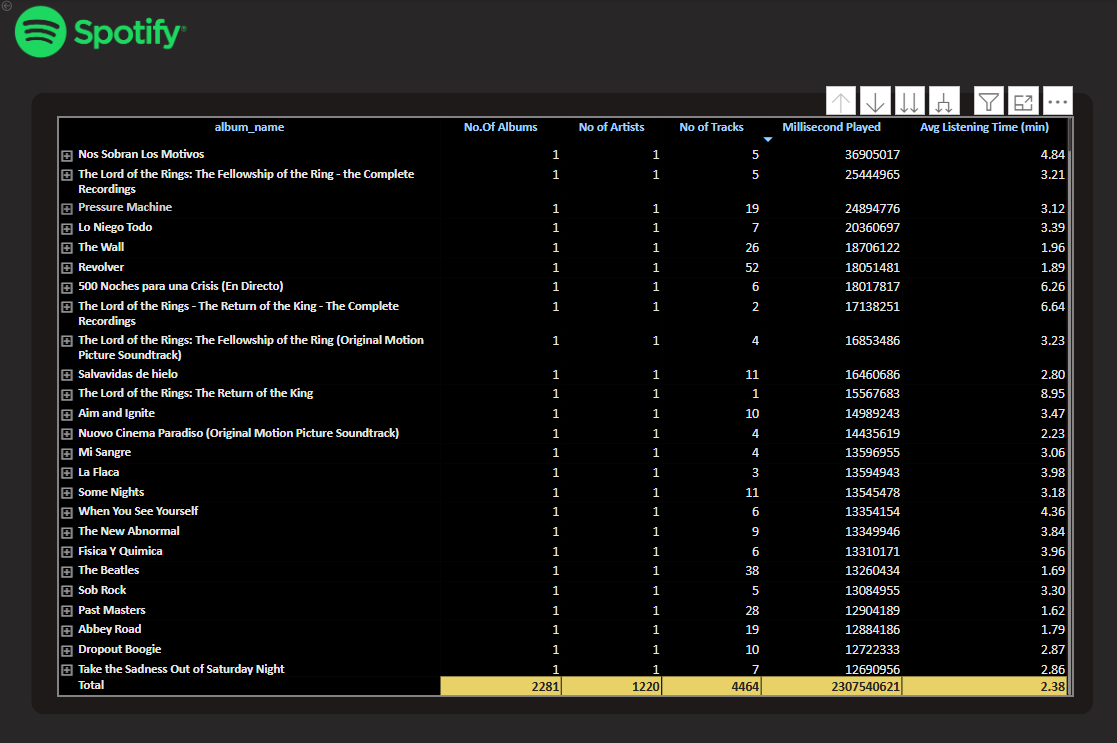 Spotify®
album_name No.Of Albums No of Artists No of Tracks Millisecond Played Avg Listening Time (min)
Nos Sobran Los Motivos 1 1 5 36905017 4.84
The Lord of the Rings: The Fellowship of the Ring - the Complete
Recordings 1 1 5 25444965 3.21
Pressure Machine 1 1 19 24894776 3.12
Lo Niego Todo 1 1 7 20360697 3.39
The Wall 1 1 26 18706122 1.96
Revolver 1 1 52 18051481 1.89
500 Noches para una Crisis (En Directo) 1 1 6 18017817 6.26
The Lord of the Rings - The Return of the King - The Complete
Recordings 1 1 2 17138251 6.64
The Lord of the Rings: The Fellowship of the Ring (Original Motion
Picture Soundtrack) 1 1 4 16853486 3.23
Salvavidas de hielo 1 1 11 16460686 2.80
The Lord of the Rings: The Return of the King 1 1 1 15567683 8.95
Aim and Ignite 1 1 10 14989243 3.47
Nuovo Cinema Paradiso (Original Motion Picture Soundtrack) 1 1 4 14435619 2.23
Mi Sangre 1 1 4 13596955 3.06
La Flaca 1 1 3 13594943 3.98
Some Nights 1 1 11 13545478 3.18
When You See Yourself 1 1 6 13354154 4.36
The New Abnormal 1 1 9 13349946 3.84
Fisica Y Quimica 1 1 6 13310171 3.96
The Beatles 1 1 38 13260434 1.69
Sob Rock 1 1 5 13084955 3.30
Past Masters 1 1 28 12904189 1.62
Abbey Road 1 1 19 12884186 1.79
Dropout Boogie 1 1 10 12722333 2.87
Take the Sadness Out of Saturday Night 1 1 7 12690956 2.86
Total 2281 1220 4464 2307540621 2.38